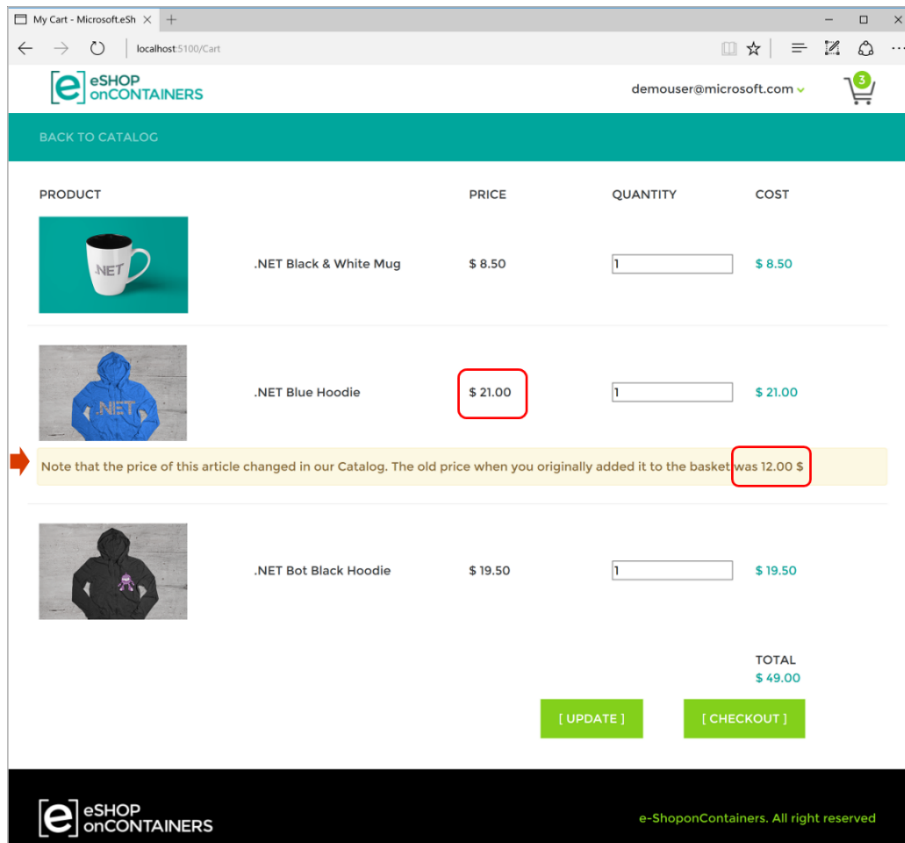 My Cart - Microsoft.eSh
localhost:5100/Cart
eSHOP
onCONTAINERS
demouser@microsoft.com
3
BACK TO CATALOG
PRODUCT PRICE QUANTITY COST
.NET
.NET Black & White Mug $ 8.50 1 $ 8.50
.NET
.NET Blue Hoodie $ 21.00 1 $ 21.00
Note that the price of this article changed in our Catalog. The old price when you originally added it to the basket was 12.00 $
.NET Bot Black Hoodie $ 19.50 1 $ 19.50
TOTAL
$ 49.00
[ UPDATE ] [ CHECKOUT ]
eSHOP
onCONTAINERS
e-ShoponContainers. All right reserved